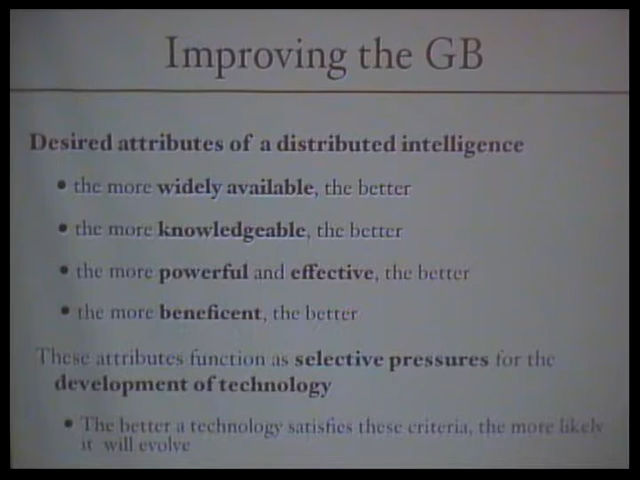 Improving the GB
Desired attributes of a distributed intelligence
• the more widely available, the better
• the more knowledgeable, the better
• the more powerful and effective, the better
• the more beneficent, the better
These attributes function as selective pressures for the
development of technology
• The better a technology satisfies these criteria, the more likely
it will evolve